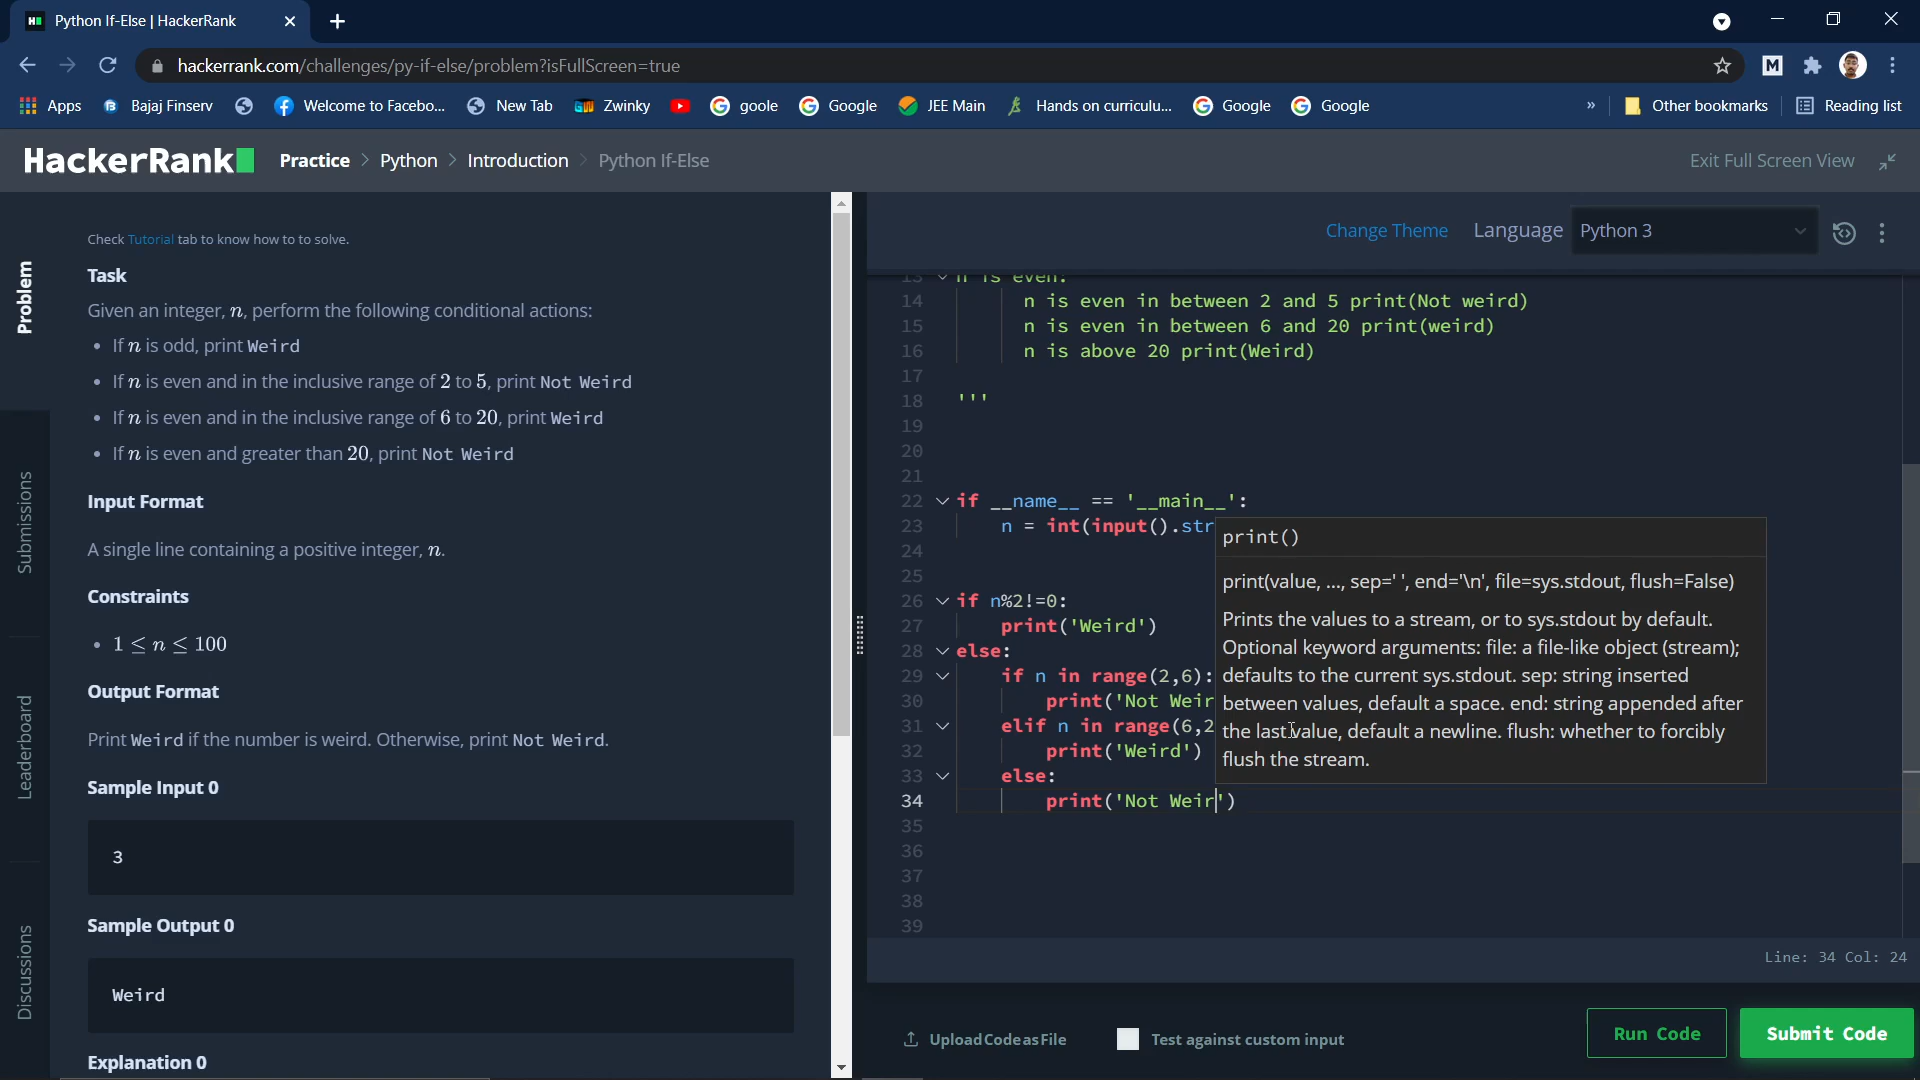 Python If-Else | HackerRank
hackerrank.com/challenges/py-if-else/problem?isFullScreen=true
Apps Bajaj Finserv Welcome to Facebo... New Tab Zwinky goole Google JEE Main Hands on curriculu... Google Google » Other bookmarks Reading list
HackerRank Practice > Python > Introduction > Python If-Else Exit Full Screen View
Problem
Submissions
Leaderboard
Discussions
Check Tutorial tab to know how to to solve.
Task
Given an integer, n, perform the following conditional actions:
• If n is odd, print Weird
• If n is even and in the inclusive range of 2 to 5, print Not Weird
• If n is even and in the inclusive range of 6 to 20, print Weird
• If n is even and greater than 20, print Not Weird
Input Format
A single line containing a positive integer, n.
Constraints
• 1 ≤ n ≤ 100
Output Format
Print Weird if the number is weird. Otherwise, print Not Weird.
Sample Input 0
3
Sample Output 0
Weird
Explanation 0
Change Theme Language Python 3
13 n is even:
14 n is even in between 2 and 5 print(Not weird)
15 n is even in between 6 and 20 print(weird)
16 n is above 20 print(Weird)
17
18 '''
19
20
21
22 if __name__ == '__main__':
23 n = int(input().str
24
25
26 if n%2!=0:
27 print('Weird')
28 else:
29 if n in range(2,6):
30 print('Not Weir
31 elif n in range(6,2
32 print('Weird')
33 else:
34 print('Not Weir')
35
36
37
38
39
print()
print(value, ..., sep=' ', end='\n', file=sys.stdout, flush=False)
Prints the values to a stream, or to sys.stdout by default.
Optional keyword arguments: file: a file-like object (stream);
defaults to the current sys.stdout. sep: string inserted
between values, default a space. end: string appended after
the last value, default a newline. flush: whether to forcibly
flush the stream.
Line: 34 Col: 24
Upload Code as File Test against custom input Run Code Submit Code